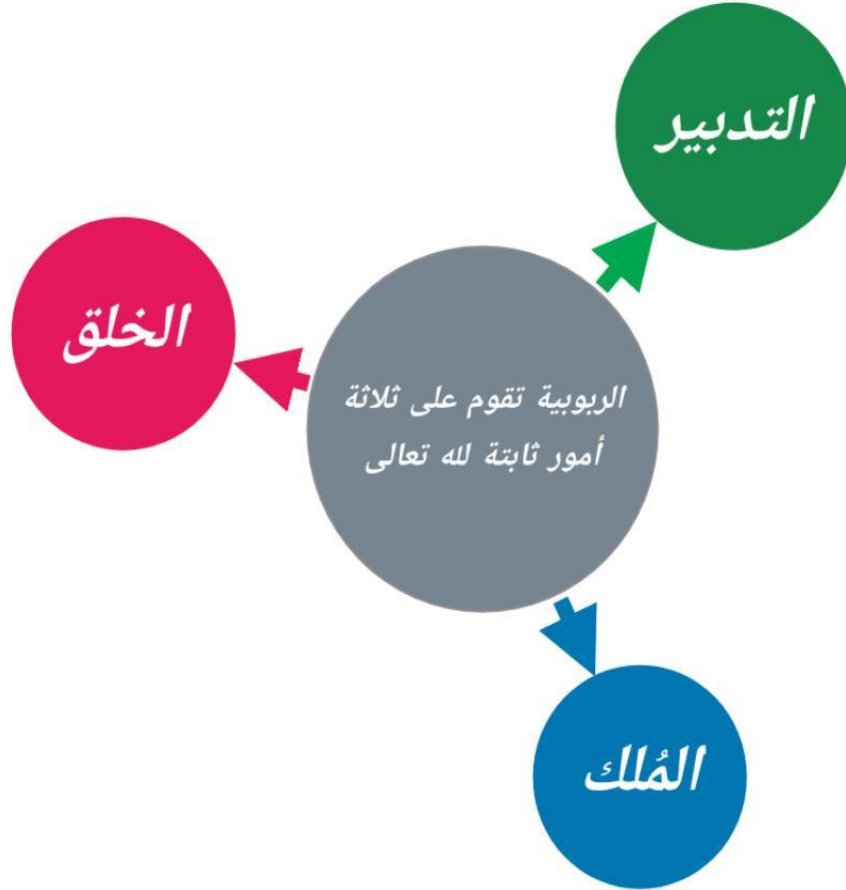 التدبير
الخلق
الربوبية تقوم على ثلاثة
أمور ثابتة لله تعالى
المُلك